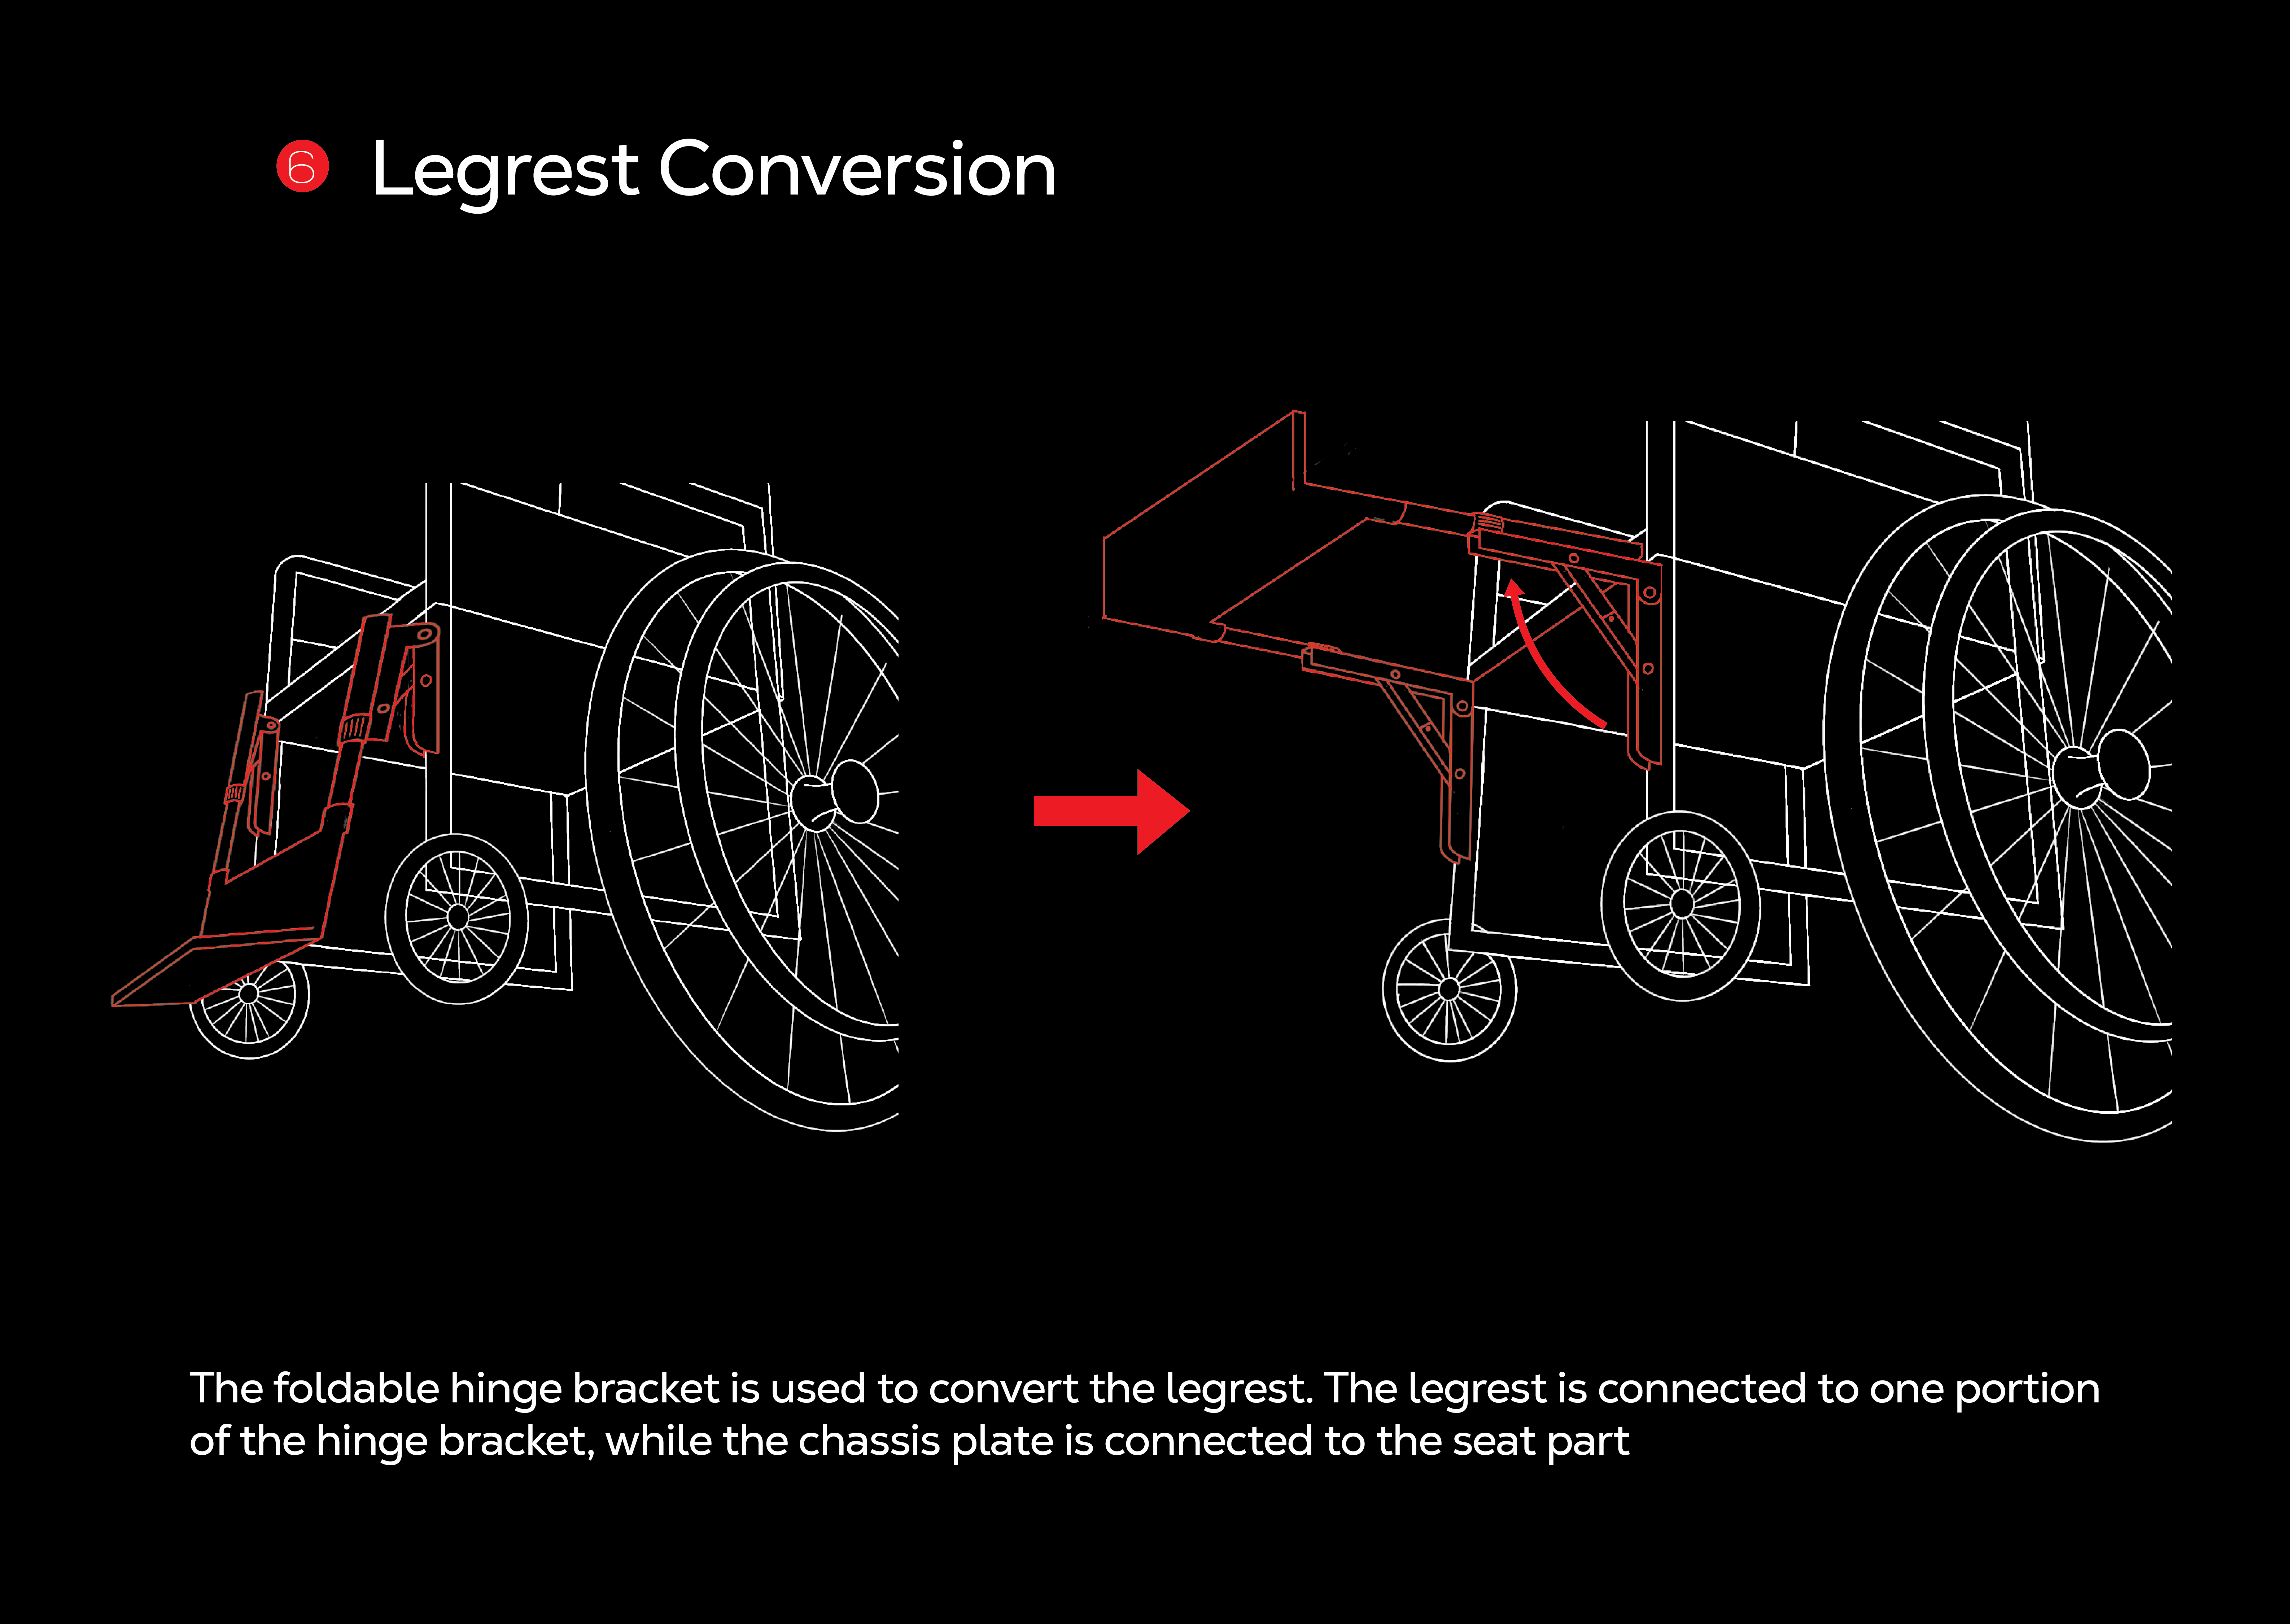 6 Legrest Conversion
The foldable hinge bracket is used to convert the legrest. The legrest is connected to one portion
of the hinge bracket, while the chassis plate is connected to the seat part